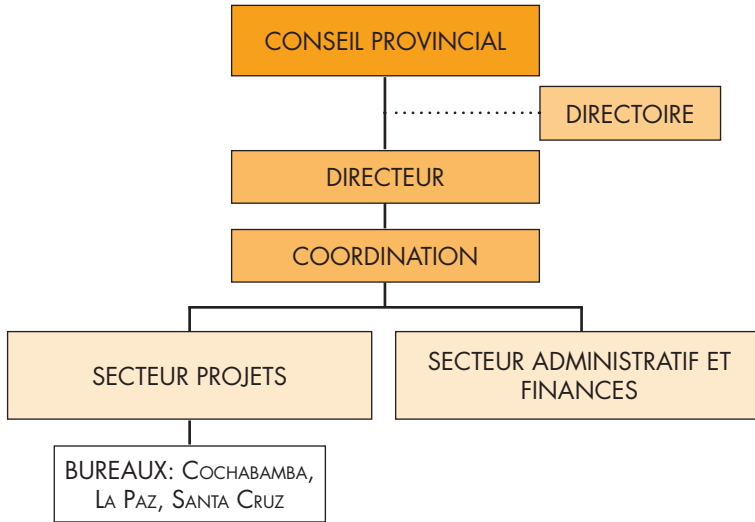 CONSEIL PROVINCIAL
DIRECTOIRE
DIRECTEUR
COORDINATION
SECTEUR PROJETS
SECTEUR ADMINISTRATIF ET
FINANCES
BUREAUX: COCHABAMBA,
LA PAZ, SANTA CRUZ